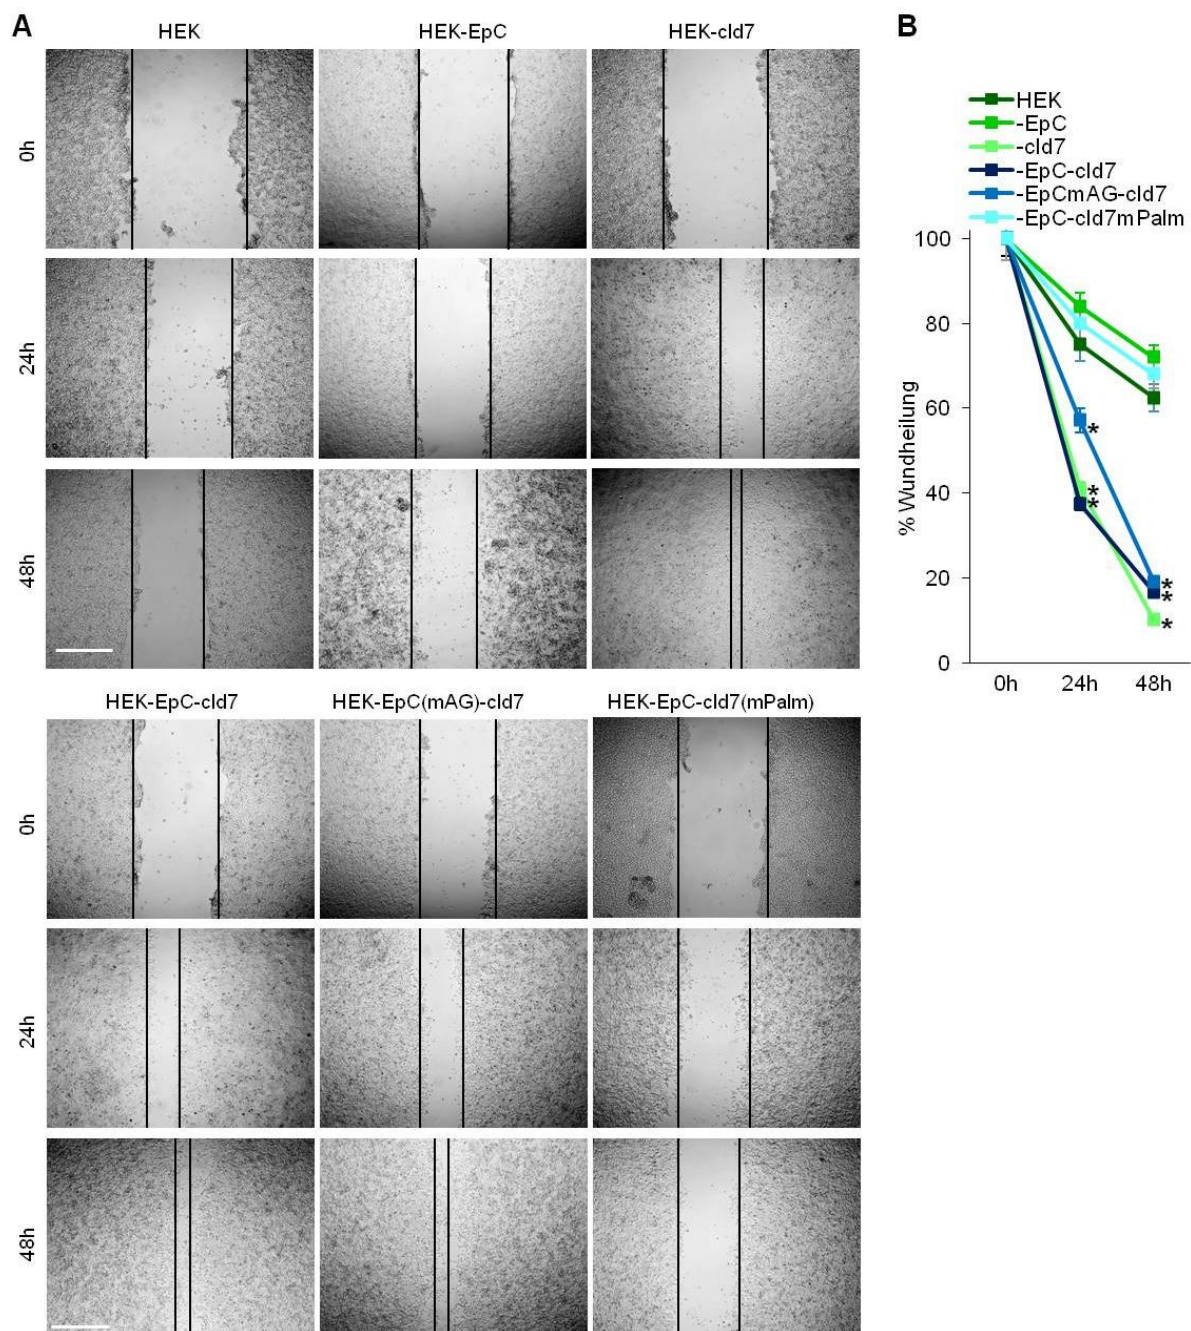 A
HEK
HEK-EpC
HEK-cld7
0h
24h
48h
HEK-EpC-cld7
HEK-EpC(mAG)-cld7
HEK-EpC-cld7(mPalm)
0h
24h
48h
B
HEK
-EpC
-cld7
-EpC-cld7
-EpCmAG-cld7
-EpC-cld7mPalm
% Wundheilung
100
80
60
40
20
0
*
*
*
*
*
*
0h 24h 48h